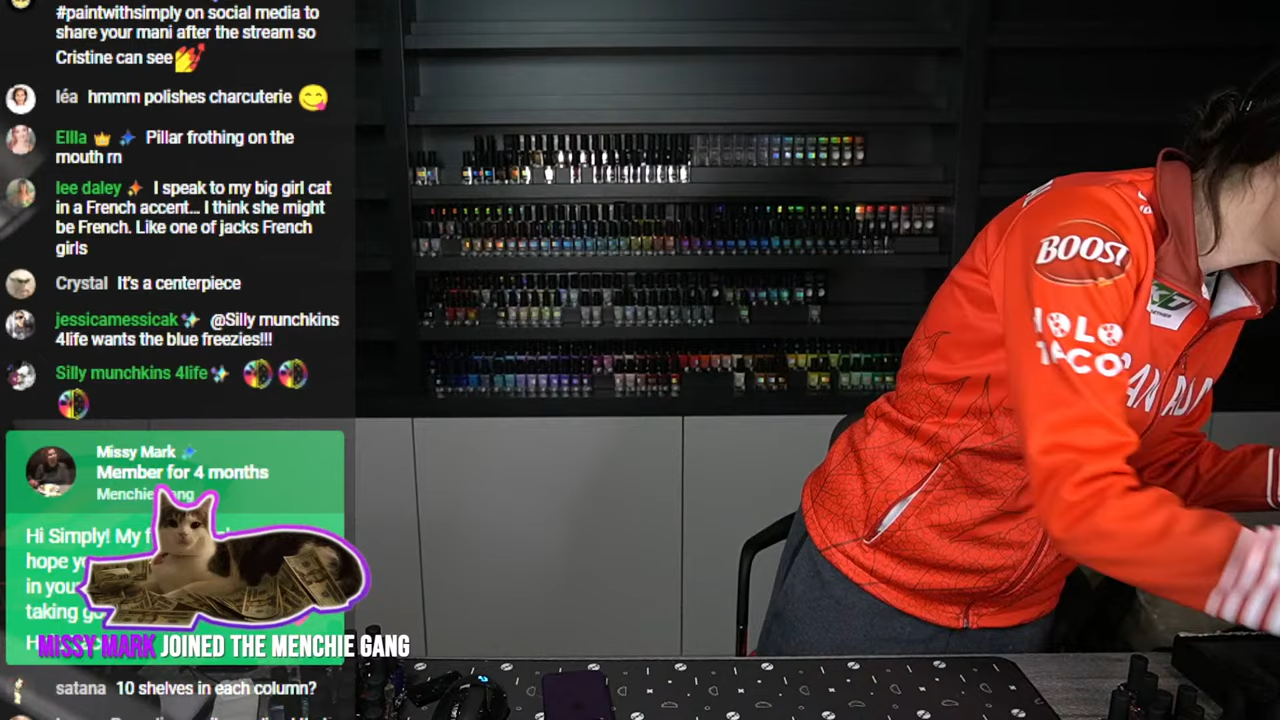 #paintwithsimply on social media to
share your mani after the stream so
Cristine can see
léa hmmm polishes charcuterie
Ellla Pillar frothing on the
mouth rn
lee daley I speak to my big girl cat
in a French accent... I think she might
be French. Like one of jacks French
girls
Crystal It's a centerpiece
jessicamessicak @Silly munchkins
4life wants the blue freezies!!!
Silly munchkins 4life
Missy Mark
Member for 4 months
Menchie Gang
Hi Simply! My
hope
in
taking
MISSY MARK JOINED THE MENCHIE GANG
satana 10 shelves in each column?
BOOST
HOLO
TACO